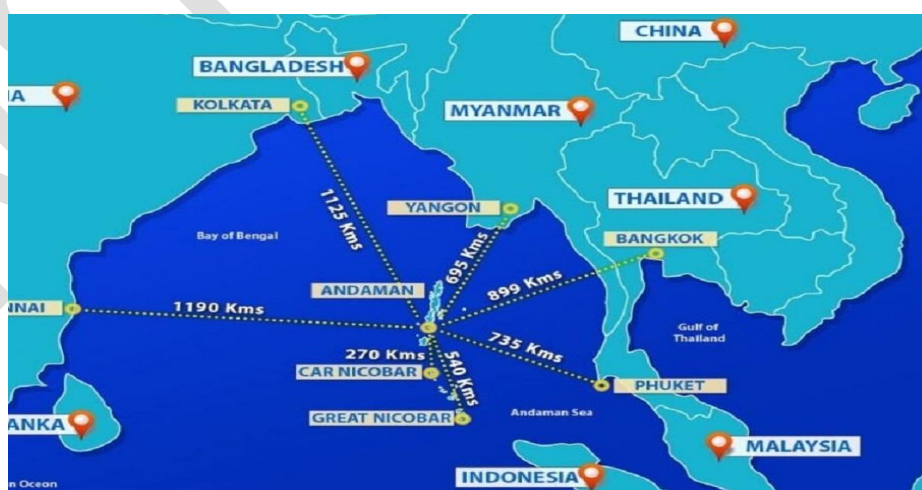 CHINA
BANGLADESH
IA
KOLKATA
MYANMAR
1125 Kms
THAILAND
YANGON
Bay of Bengal
BANGKOK
695 Kms
899 Kms
ANDAMAN
NNAI
1190 Kms
Gulf of
Thailand
735 Kms
270 Kms
540 Kms
CAR NICOBAR
PHUKET
GREAT NICOBAR
Andaman Sea
ANKA
MALAYSIA
INDONESIA
n Ocean